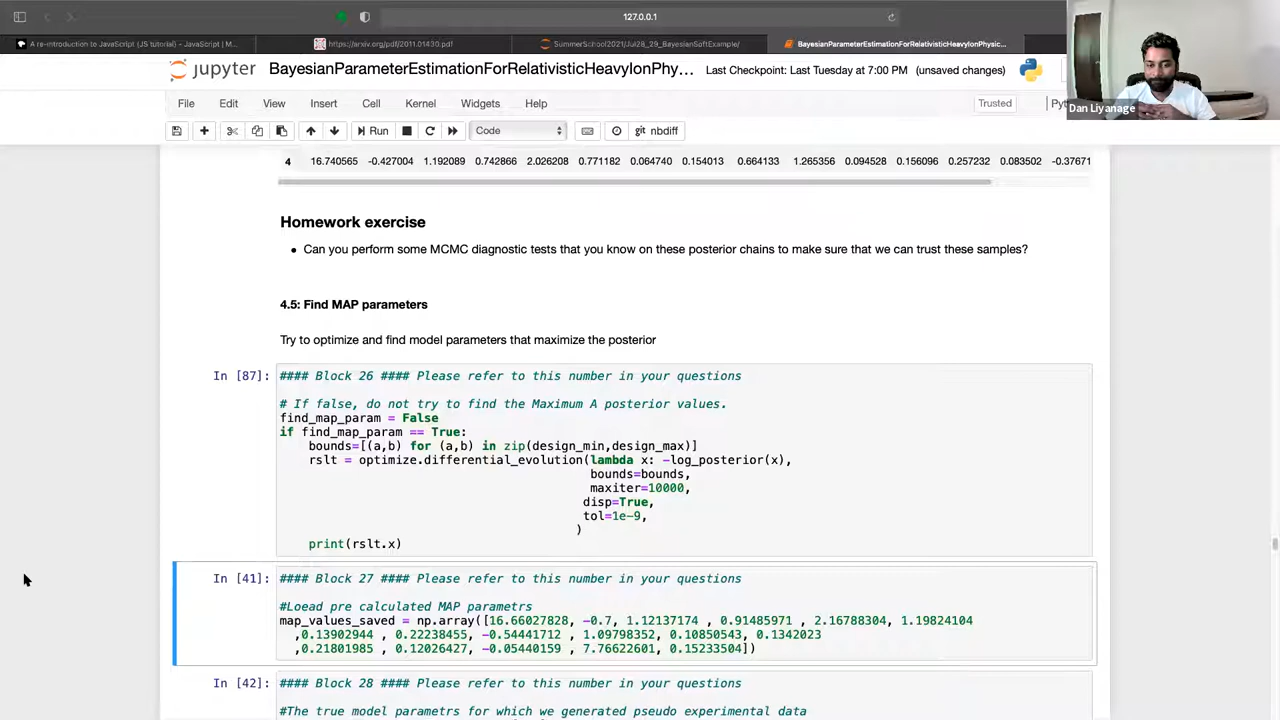 127.0.0.1
A re-introduction to JavaScript (JS tutorial) – JavaScript | M...
https://arxiv.org/pdf/2011.01430.pdf
SummerSchool2021/Jul28_29_BayesianSoftExample/
BayesianParameterEstimationForRelativisticHeavyIonPhysic...
jupyter BayesianParameterEstimationForRelativisticHeavyIonPhy... Last Checkpoint: Last Tuesday at 7:00 PM (unsaved changes)
Dan Liyanage
File Edit View Insert Cell Kernel Widgets Help Trusted
Run Code nbdiff
git
4 16.740565 -0.427004 1.192089 0.742866 2.026208 0.771182 0.064740 0.154013 0.664133 1.265356 0.094528 0.156096 0.257232 0.083502 -0.37671
Homework exercise
• Can you perform some MCMC diagnostic tests that you know on these posterior chains to make sure that we can trust these samples?
4.5: Find MAP parameters
Try to optimize and find model parameters that maximize the posterior
In [87]: #### Block 26 #### Please refer to this number in your questions
# If false, do not try to find the Maximum A posterior values.
find_map_param = False
if find_map_param == True:
bounds=[(a,b) for (a,b) in zip(design_min,design_max)]
rslt = optimize.differential_evolution(lambda x: -log_posterior(x),
bounds=bounds,
maxiter=10000,
disp=True,
tol=1e-9,
)
print(rslt.x)
In [41]: #### Block 27 #### Please refer to this number in your questions
#Loead pre calculated MAP parametrs
map_values_saved = np.array([16.66027828, -0.7, 1.12137174 , 0.91485971 , 2.16788304, 1.19824104
,0.13902944 , 0.22238455, -0.54441712 , 1.09798352, 0.10850543, 0.1342023
,0.21801985 , 0.12026427, -0.05440159 , 7.76622601, 0.15233504])
In [42]: #### Block 28 #### Please refer to this number in your questions
#The true model parametrs for which we generated pseudo experimental data